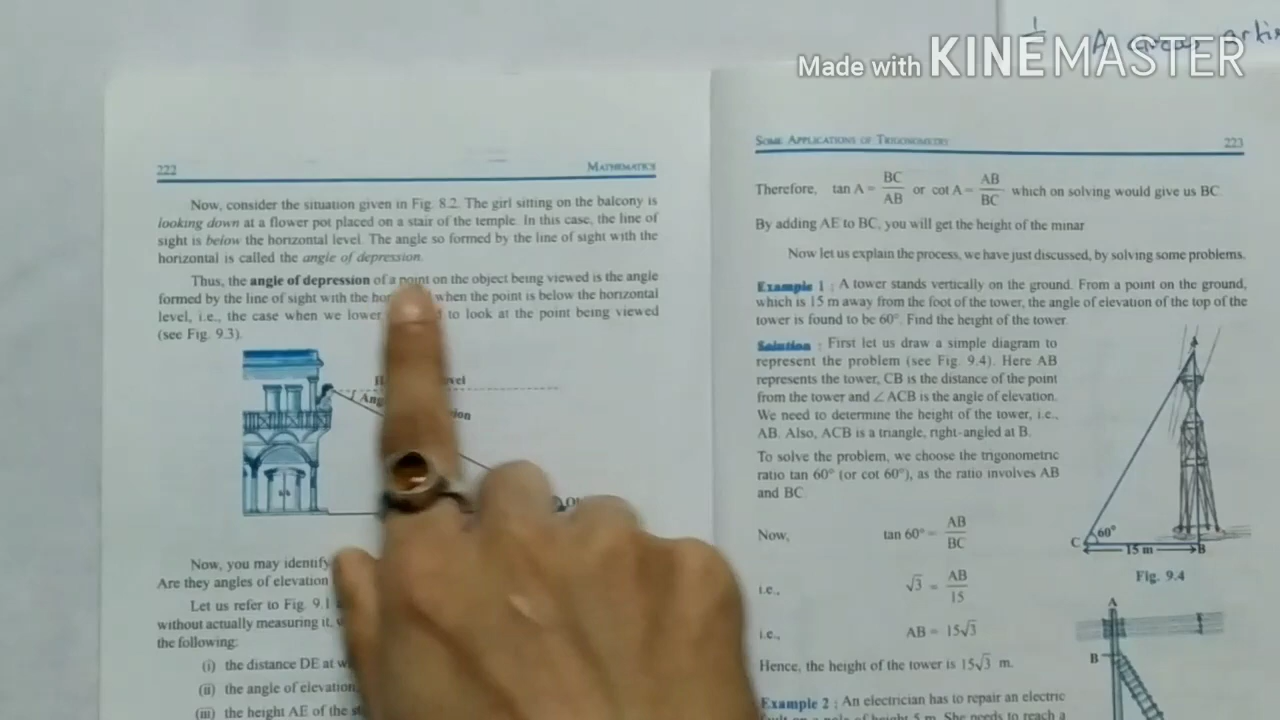 Made with KINEMASTER
222 MATHEMATICS
Now, consider the situation given in Fig. 8.2. The girl sitting on the balcony is
looking down at a flower pot placed on a stair of the temple. In this case, the line of
sight is below the horizontal level. The angle so formed by the line of sight with the
horizontal is called the angle of depression.
Thus, the angle of depression of a point on the object being viewed is the angle
formed by the line of sight with the when the point is below the horizontal
level, i.e., the case when we lower to look at the point being viewed
(see Fig. 9.3).
Now, you may identify
Are they angles of elevation
Let us refer to Fig. 9.1
without actually measuring it,
the following:
(i) the distance DE at
(ii) the angle of elevation,
(iii) the height AE of the
SOME APPLICATIONS OF TRIGONOMETRY 223
Therefore, tan A = BC/AB or cot A = AB/BC, which on solving would give us BC.
By adding AE to BC, you will get the height of the minar.
Now let us explain the process, we have just discussed, by solving some problems.
Example 1 : A tower stands vertically on the ground. From a point on the ground,
which is 15 m away from the foot of the tower, the angle of elevation of the top of the
tower is found to be 60°. Find the height of the tower.
Solution : First let us draw a simple diagram to
represent the problem (see Fig. 9.4). Here AB
represents the tower, CB is the distance of the point
from the tower and ∠ ACB is the angle of elevation.
We need to determine the height of the tower, i.e.,
AB. Also, ACB is a triangle, right-angled at B.
To solve the problem, we choose the trigonometric
ratio tan 60° (or cot 60°), as the ratio involves AB
and BC.
Now, tan 60° = AB/BC
i.e., √3 = AB/15
i.e., AB = 15√3
Hence, the height of the tower is 15√3 m.
A
60°
C
15 m
B
Fig. 9.4
A
B
Example 2 : An electrician has to repair an electric